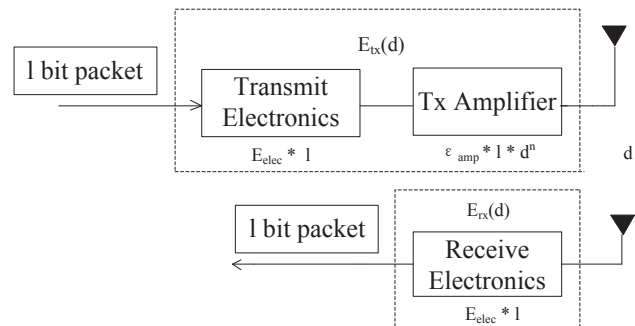 E_tx(d)
l bit packet
Transmit
Electronics
Tx Amplifier
E_elec * l
ε_amp * l * d^n
d
E_rx(d)
l bit packet
Receive
Electronics
E_elec * l